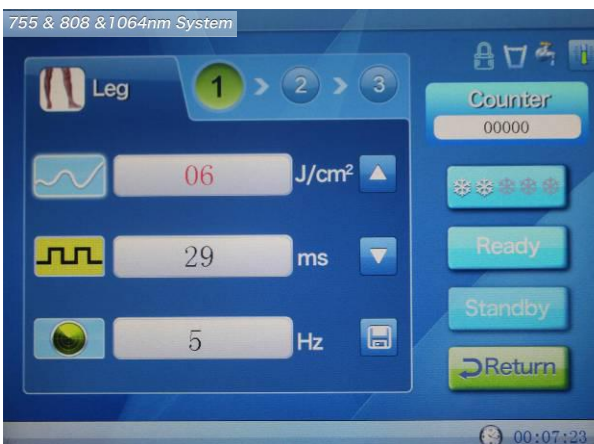 755 & 808 &1064nm System
Leg
1 > 2 > 3
Counter
00000
06 J/cm²
29 ms
Ready
5 Hz
Standby
Return
00:07:23